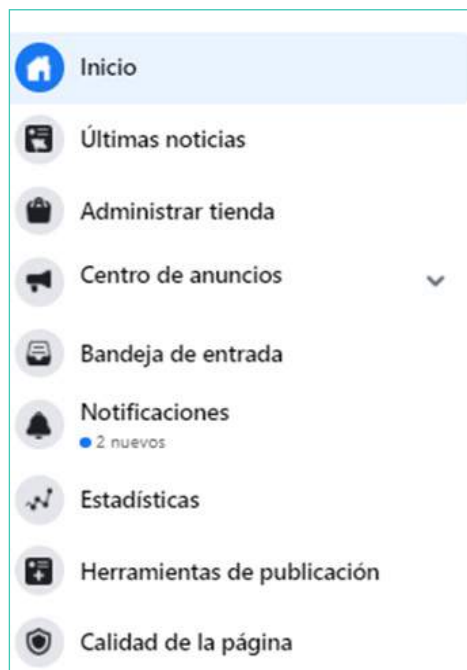 Inicio
Últimas noticias
Administrar tienda
Centro de anuncios
Bandeja de entrada
Notificaciones
2 nuevos
Estadísticas
Herramientas de publicación
Calidad de la página